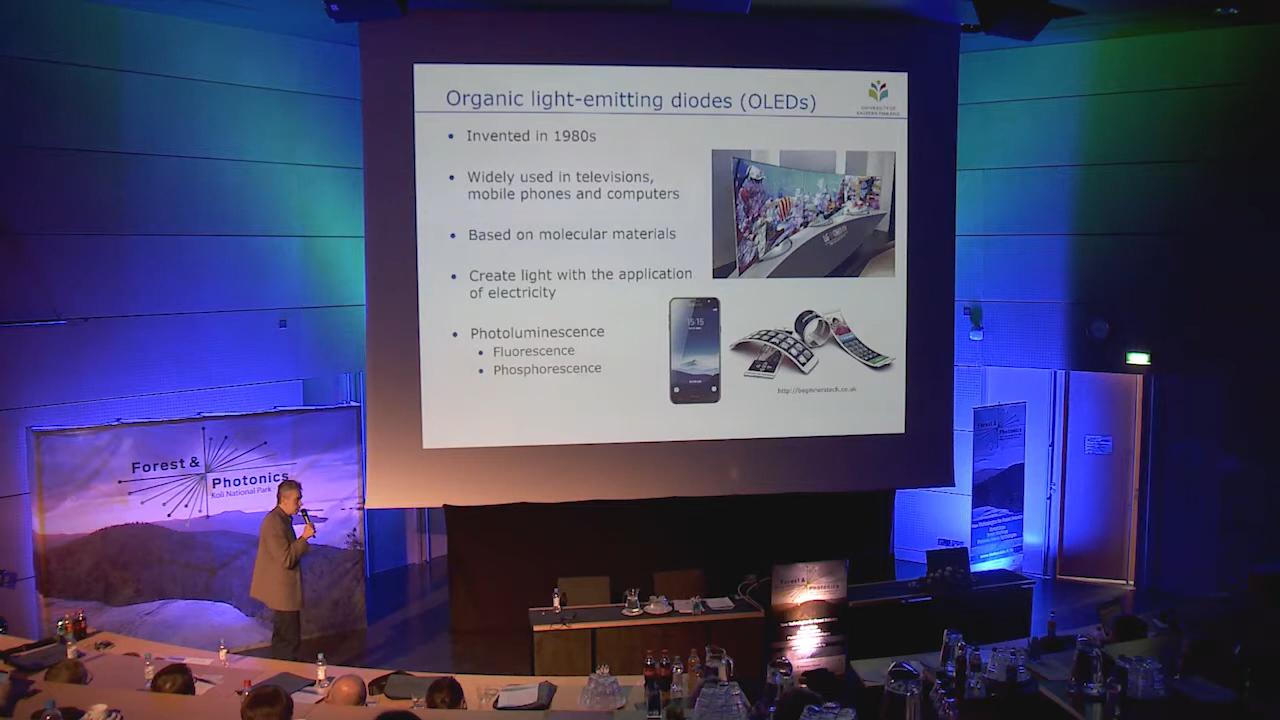 Organic light-emitting diodes (OLEDs)
UNIVERSITY OF
EASTERN FINLAND
• Invented in 1980s
• Widely used in televisions,
mobile phones and computers
• Based on molecular materials
• Create light with the application
of electricity
• Photoluminescence
• Fluorescence
• Phosphorescence
15:15
http://beginnerstech.co.uk
Forest &
Photonics
Koli National Park
Forest &
Photonics
Forest &
Photonics